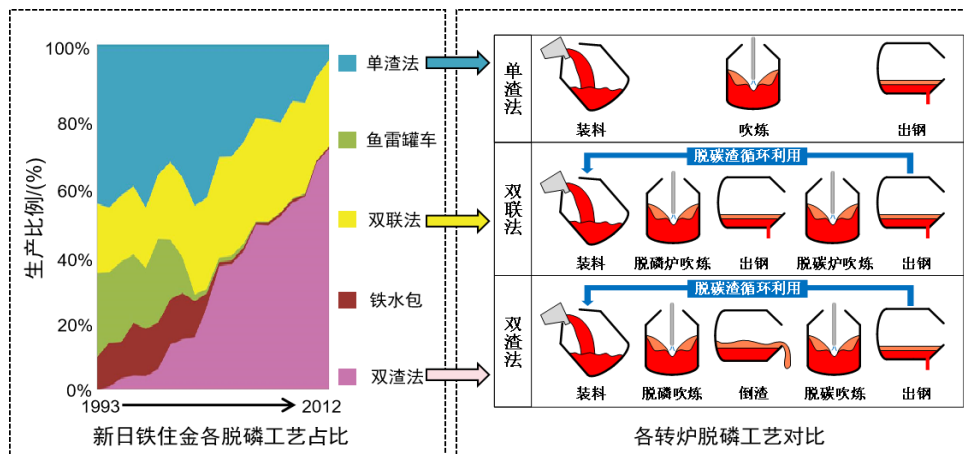 100%
80%
60%
40%
20%
0%
生产比例/(%)
1993
2012
新日铁住金各脱磷工艺占比
单渣法
鱼雷罐车
双联法
铁水包
双渣法
单渣法
装料
吹炼
出钢
双联法
脱碳渣循环利用
装料
脱磷炉吹炼
出钢
脱碳炉吹炼
出钢
双渣法
脱碳渣循环利用
装料
脱磷吹炼
倒渣
脱碳吹炼
出钢
各转炉脱磷工艺对比